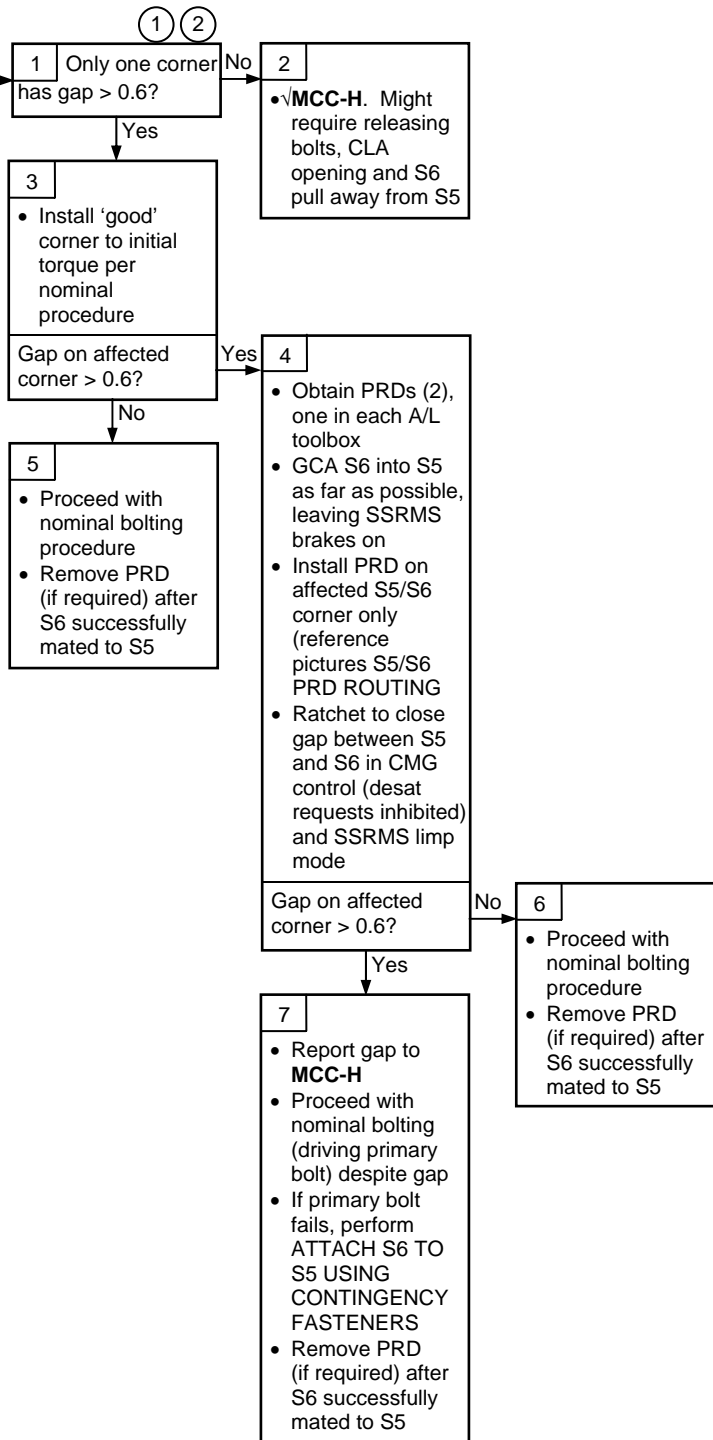 1 2
1 Only one corner
has gap > 0.6?
No
Yes
2
•√MCC-H. Might
require releasing
bolts, CLA
opening and S6
pull away from S5
3
• Install ‘good’
corner to initial
torque per
nominal
procedure
Gap on affected
corner > 0.6?
Yes
No
4
• Obtain PRDs (2),
one in each A/L
toolbox
• GCA S6 into S5
as far as possible,
leaving SSRMS
brakes on
• Install PRD on
affected S5/S6
corner only
(reference
pictures S5/S6
PRD ROUTING
• Ratchet to close
gap between S5
and S6 in CMG
control (desat
requests inhibited)
and SSRMS limp
mode
Gap on affected
corner > 0.6?
No
Yes
5
• Proceed with
nominal bolting
procedure
• Remove PRD
(if required) after
S6 successfully
mated to S5
6
• Proceed with
nominal bolting
procedure
• Remove PRD
(if required) after
S6 successfully
mated to S5
7
• Report gap to
MCC-H
• Proceed with
nominal bolting
(driving primary
bolt) despite gap
• If primary bolt
fails, perform
ATTACH S6 TO
S5 USING
CONTINGENCY
FASTENERS
• Remove PRD
(if required) after
S6 successfully
mated to S5